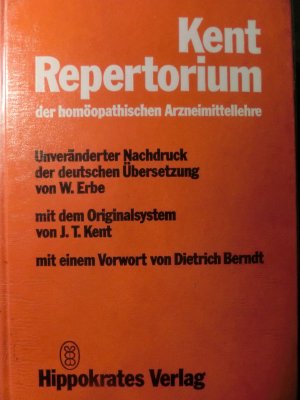 Kent
Repertorium
der homöopathischen Arzneimittellehre
Unveränderter Nachdruck
der deutschen Übersetzung
von W. Erbe
mit dem Originalsystem
von J. T. Kent
mit einem Vorwort von Dietrich Berndt
Hippokrates Verlag